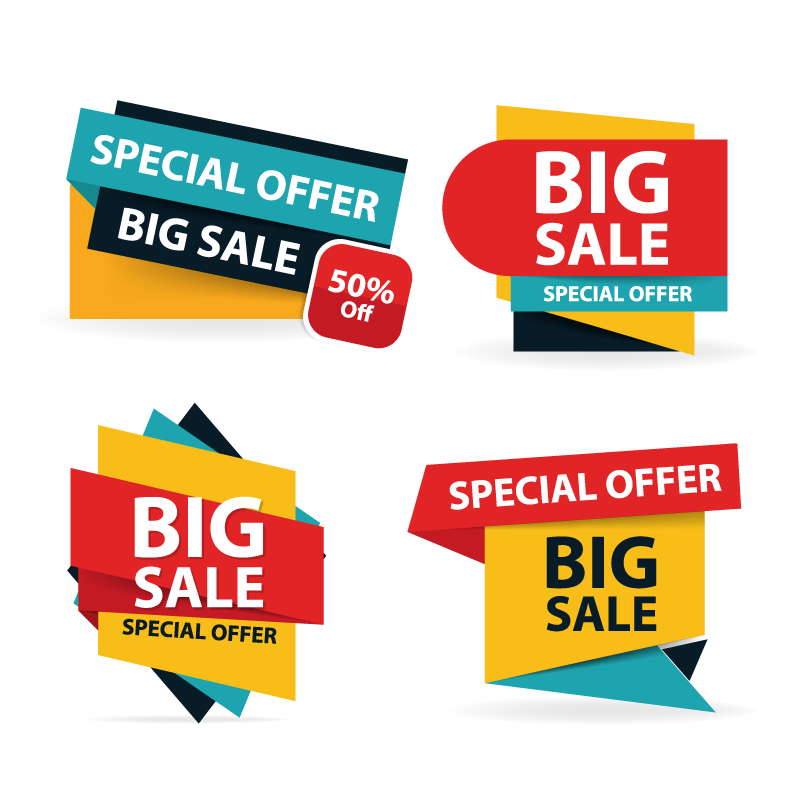 SPECIAL OFFER
BIG SALE
50%
Off
BIG
SALE
SPECIAL OFFER
BIG
SALE
SPECIAL OFFER
SPECIAL OFFER
BIG
SALE